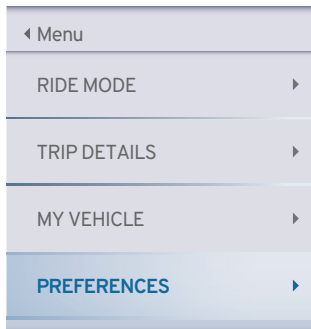 Menu
RIDE MODE
TRIP DETAILS
MY VEHICLE
PREFERENCES